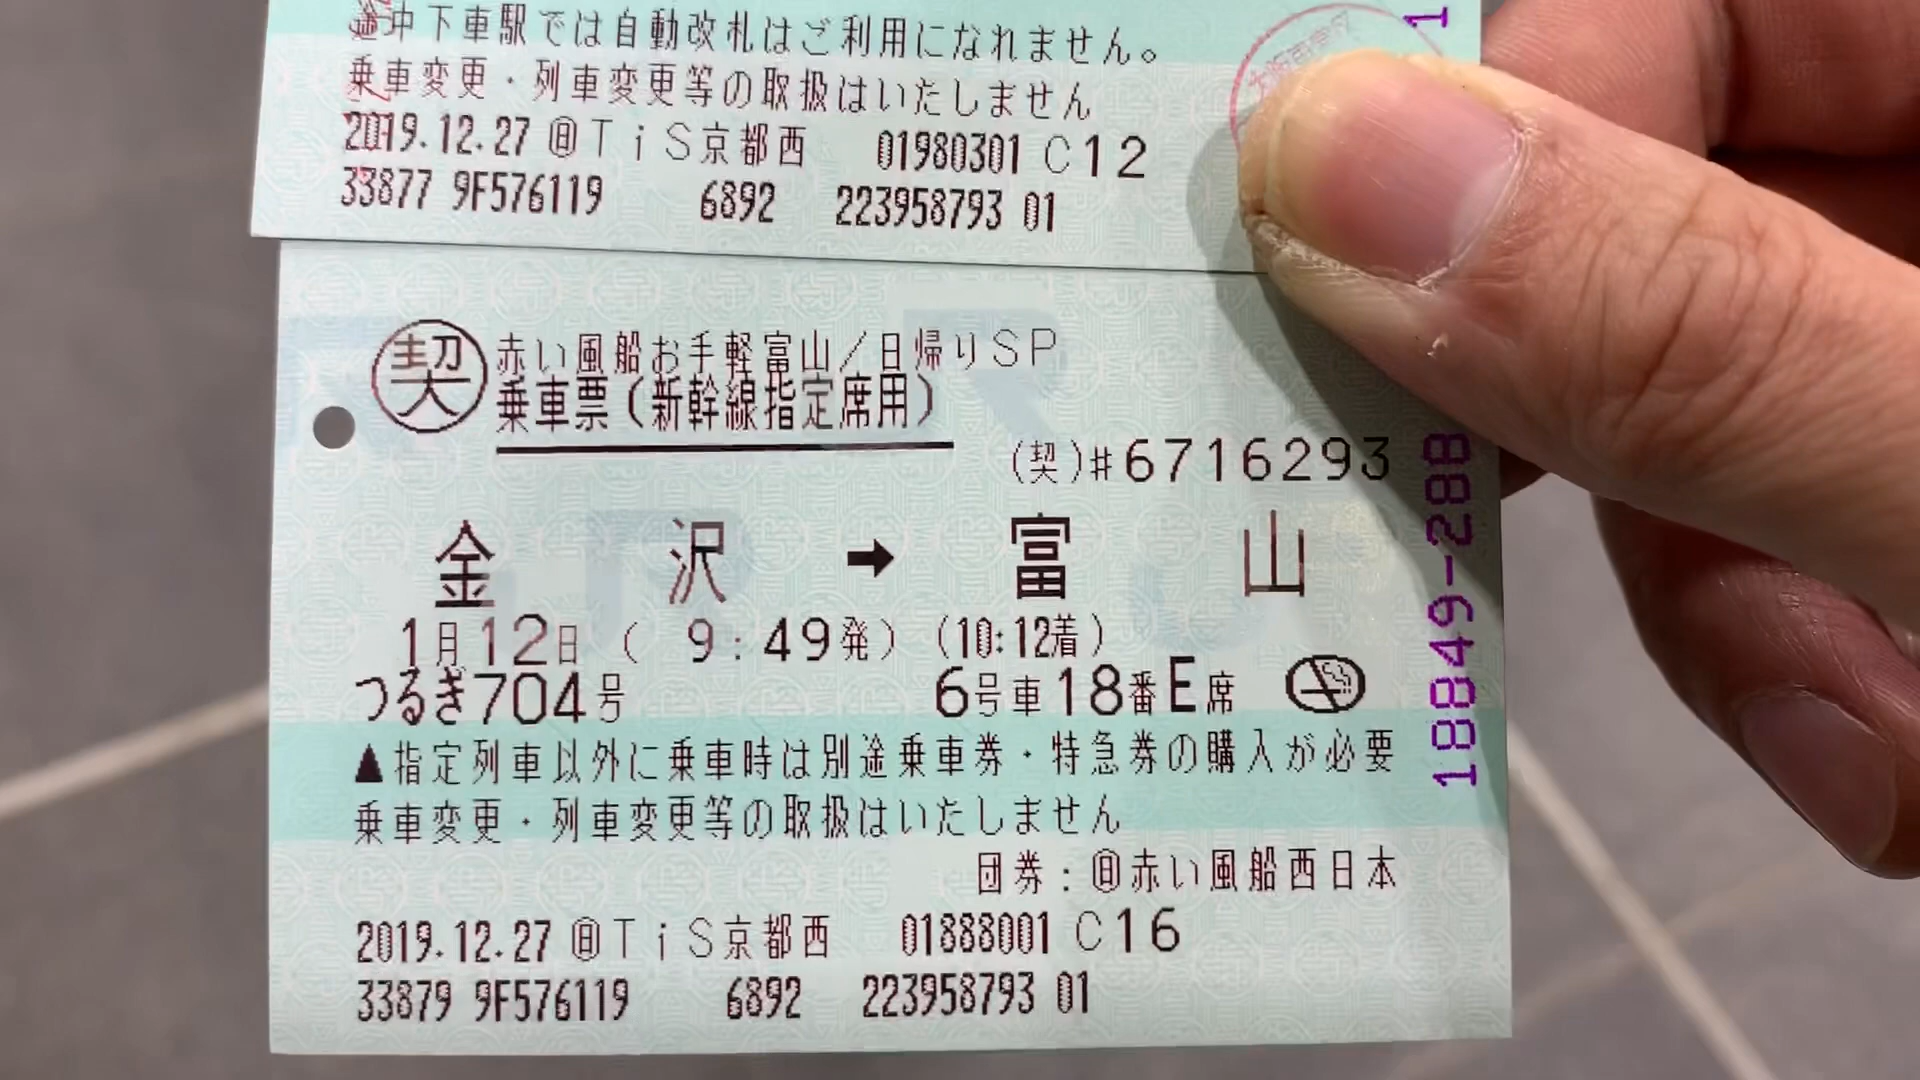 途中下車駅では自動改札はご利用になれません。
乗車変更・列車変更等の取扱はいたしません
2019.12.27 ㊐TiS京都西 01980301 C12
33877 9F576119 6892 223958793 01
契 赤い風船お手軽富山/日帰りSP
乗車票(新幹線指定席用)
(契)#6716293
金沢 ➡ 富山
1月12日 ( 9:49発) (10:12着)
つるぎ704号 6号車18番E席
▲指定列車以外に乗車時は別途乗車券・特急券の購入が必要
乗車変更・列車変更等の取扱はいたしません
団券:㊐赤い風船西日本
2019.12.27 ㊐TiS京都西 01888001 C16
33879 9F576119 6892 223958793 01
18849-288